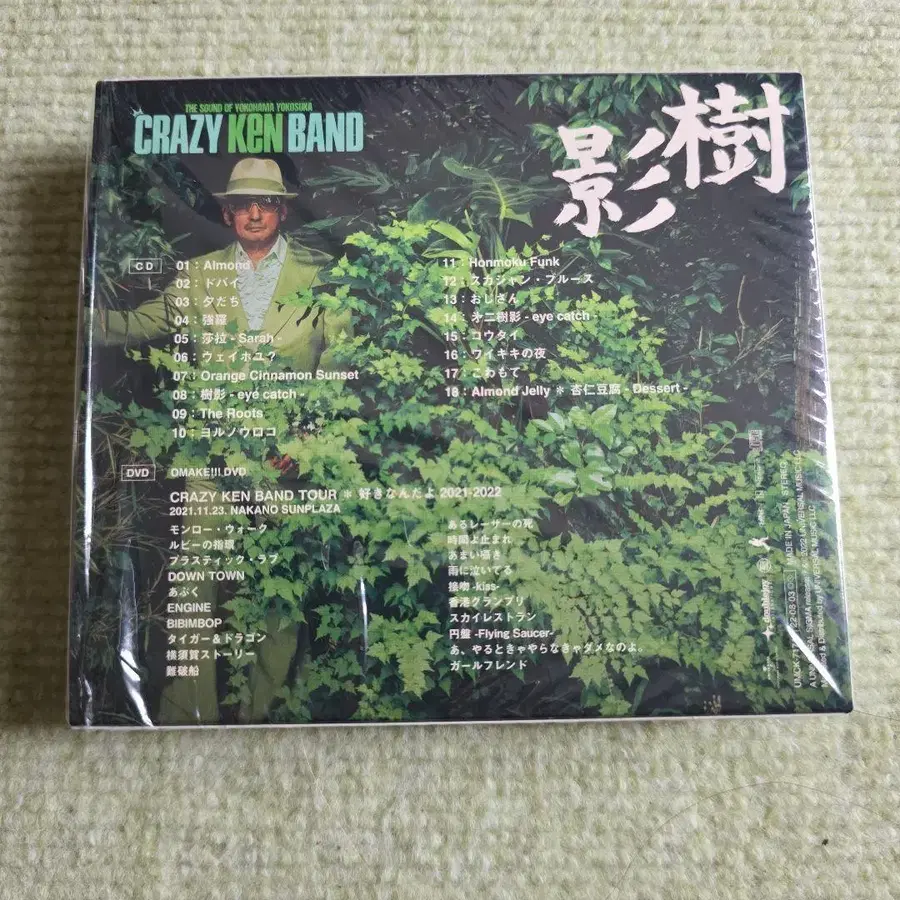 THE SOUND OF YOKOHAMA YOKOSUKA
CRAZY KEN BAND
樹影
CD
01 : Almond
02 : ドバイ
03 : 夕だち
04 : 強羅
05 : 莎拉 - Sarah -
06 : ウェイホユ？
07 : Orange Cinnamon Sunset
08 : 樹影 - eye catch -
09 : The Roots
10 : ヨルノウロコ
11 : Honmoku Funk
12 : スカジャン・ブルース
13 : おじさん
14 : 第二樹影 - eye catch -
15 : コウタイ
16 : ワイキキの夜
17 : こわもて
18 : Almond Jelly ＊ 杏仁豆腐 - Dessert -
DVD
OMAKE!!! DVD
CRAZY KEN BAND TOUR ＊ 好きなんだよ 2021-2022
2021.11.23. NAKANO SUNPLAZA
モンロー・ウォーク
ルビーの指環
プラスティック・ラブ
DOWN TOWN
あぶく
ENGINE
BIBIMBOP
タイガー＆ドラゴン
横須賀ストーリー
難破船
あるレーサーの死
時間よ止まれ
あまい囁き
雨に泣いてる
接吻 -kiss-
香港グランプリ
スカイレストラン
円盤 -Flying Saucer-
あ、やるときゃやらなきゃダメなのよ。
ガールフレンド
MADE IN JAPAN. STEREO
2022 UNIVERSAL MUSIC LLC
Distributed by UNIVERSAL MUSIC LLC